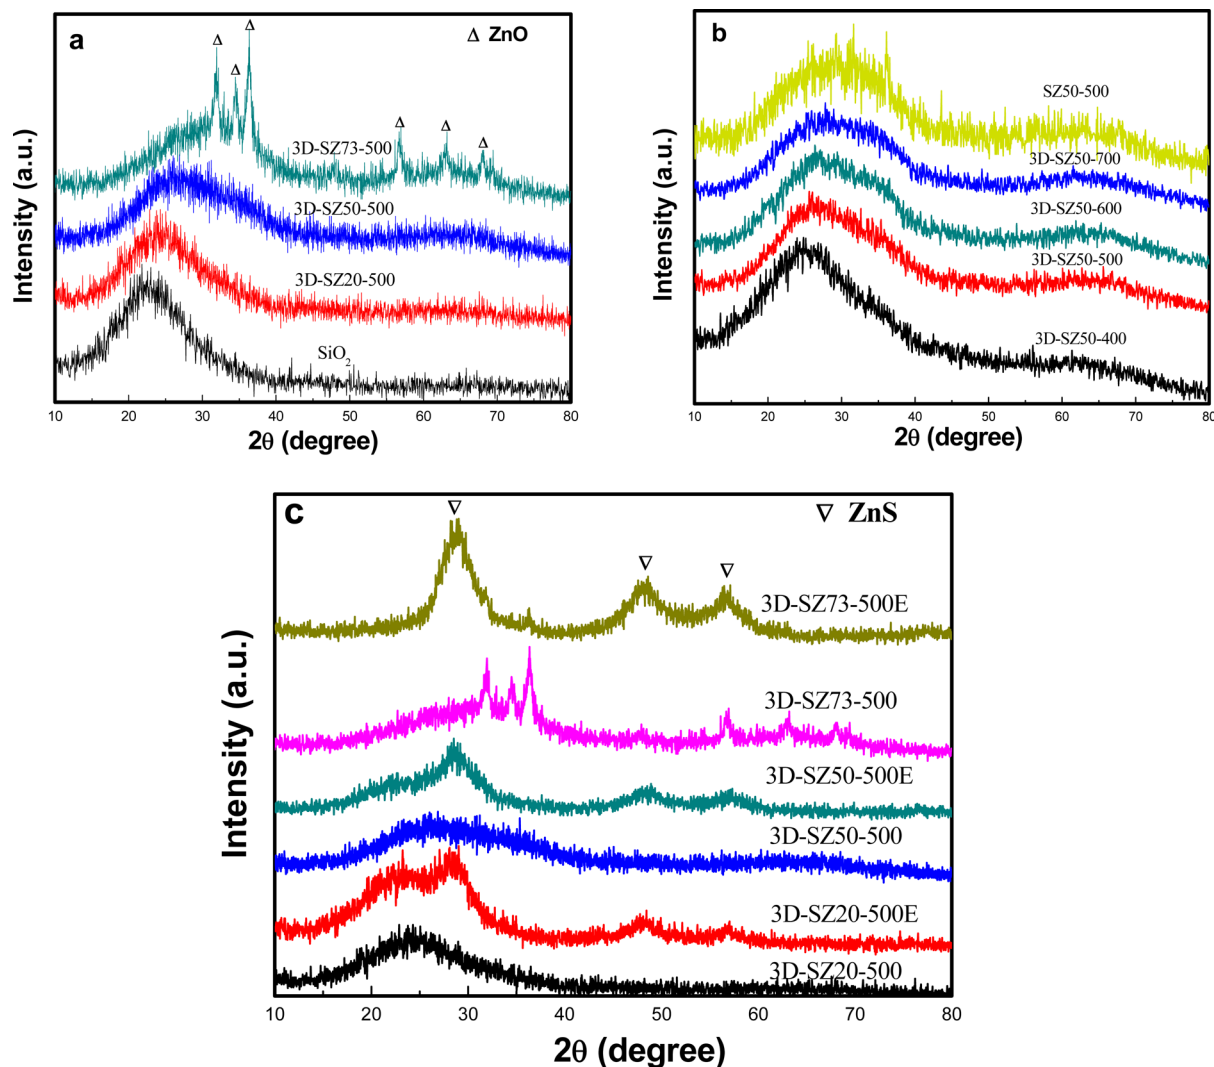 a
Δ ZnO
Δ
Δ
Δ
Δ
Δ
Δ
3D-SZ73-500
3D-SZ50-500
3D-SZ20-500
SiO2
Intensity (a.u.)
10 20 30 40 50 60 70 80
2θ (degree)
b
SZ50-500
3D-SZ50-700
3D-SZ50-600
3D-SZ50-500
3D-SZ50-400
Intensity (a.u.)
10 20 30 40 50 60 70 80
2θ (degree)
c
∇ ZnS
∇
∇
∇
3D-SZ73-500E
3D-SZ73-500
3D-SZ50-500E
3D-SZ50-500
3D-SZ20-500E
3D-SZ20-500
Intensity (a.u.)
10 20 30 40 50 60 70 80
2θ (degree)